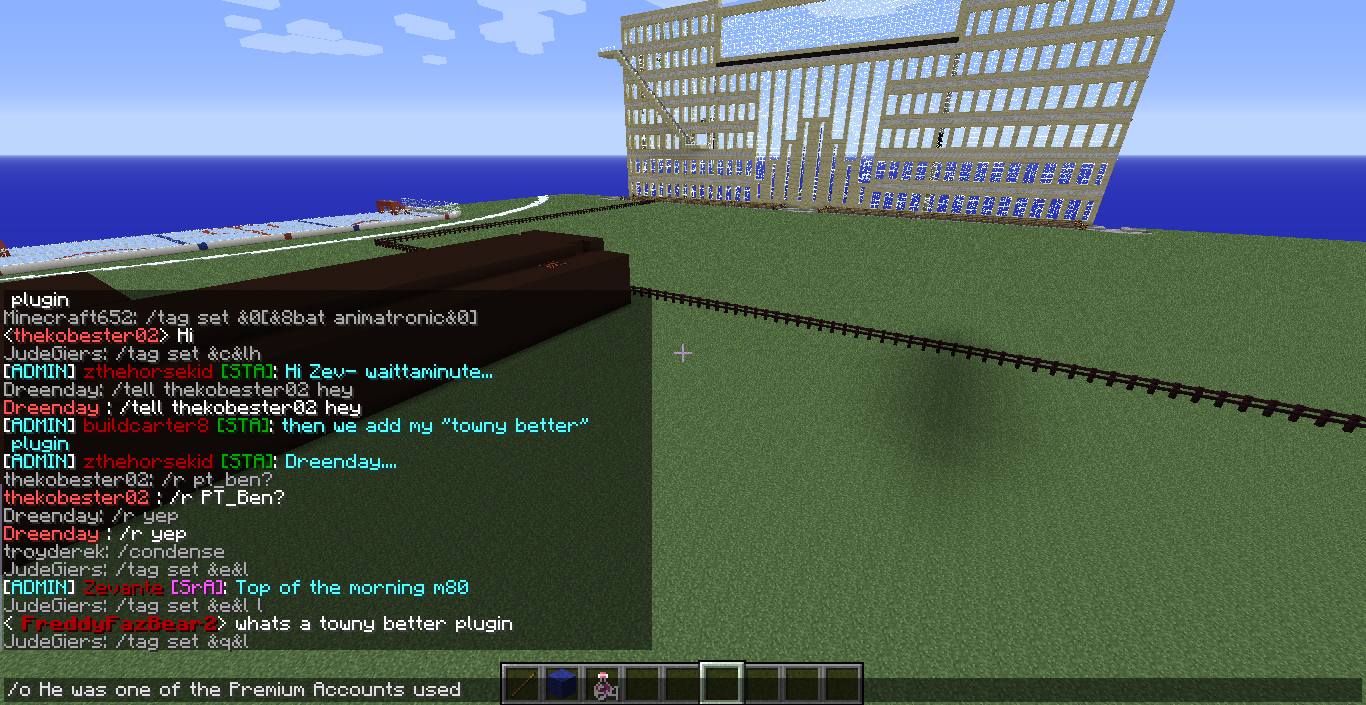 plugin
Minecraft652: /tag set &0[&8bat animatronic&0]
<thekobester02> Hi
JudeGiers: /tag set &c&lh
[ADMIN] zthehorsekid [STA]: Hi Zev- waittaminute...
Dreenday: /tell thekobester02 hey
Dreenday : /tell thekobester02 hey
[ADMIN] buildcarter8 [STA]: then we add my "towny better"
plugin
[ADMIN] zthehorsekid [STA]: Dreenday....
thekobester02: /r pt_ben?
thekobester02 : /r PT_Ben?
Dreenday: /r yep
Dreenday : /r yep
troyderek: /condense
JudeGiers: /tag set &e&l
[ADMIN] Zevante [SrA]: Top of the morning m80
JudeGiers: /tag set &e&l l
< FreddyFazBear2> whats a towny better plugin
JudeGiers: /tag set &q&l
/o He was one of the Premium Accounts used
64